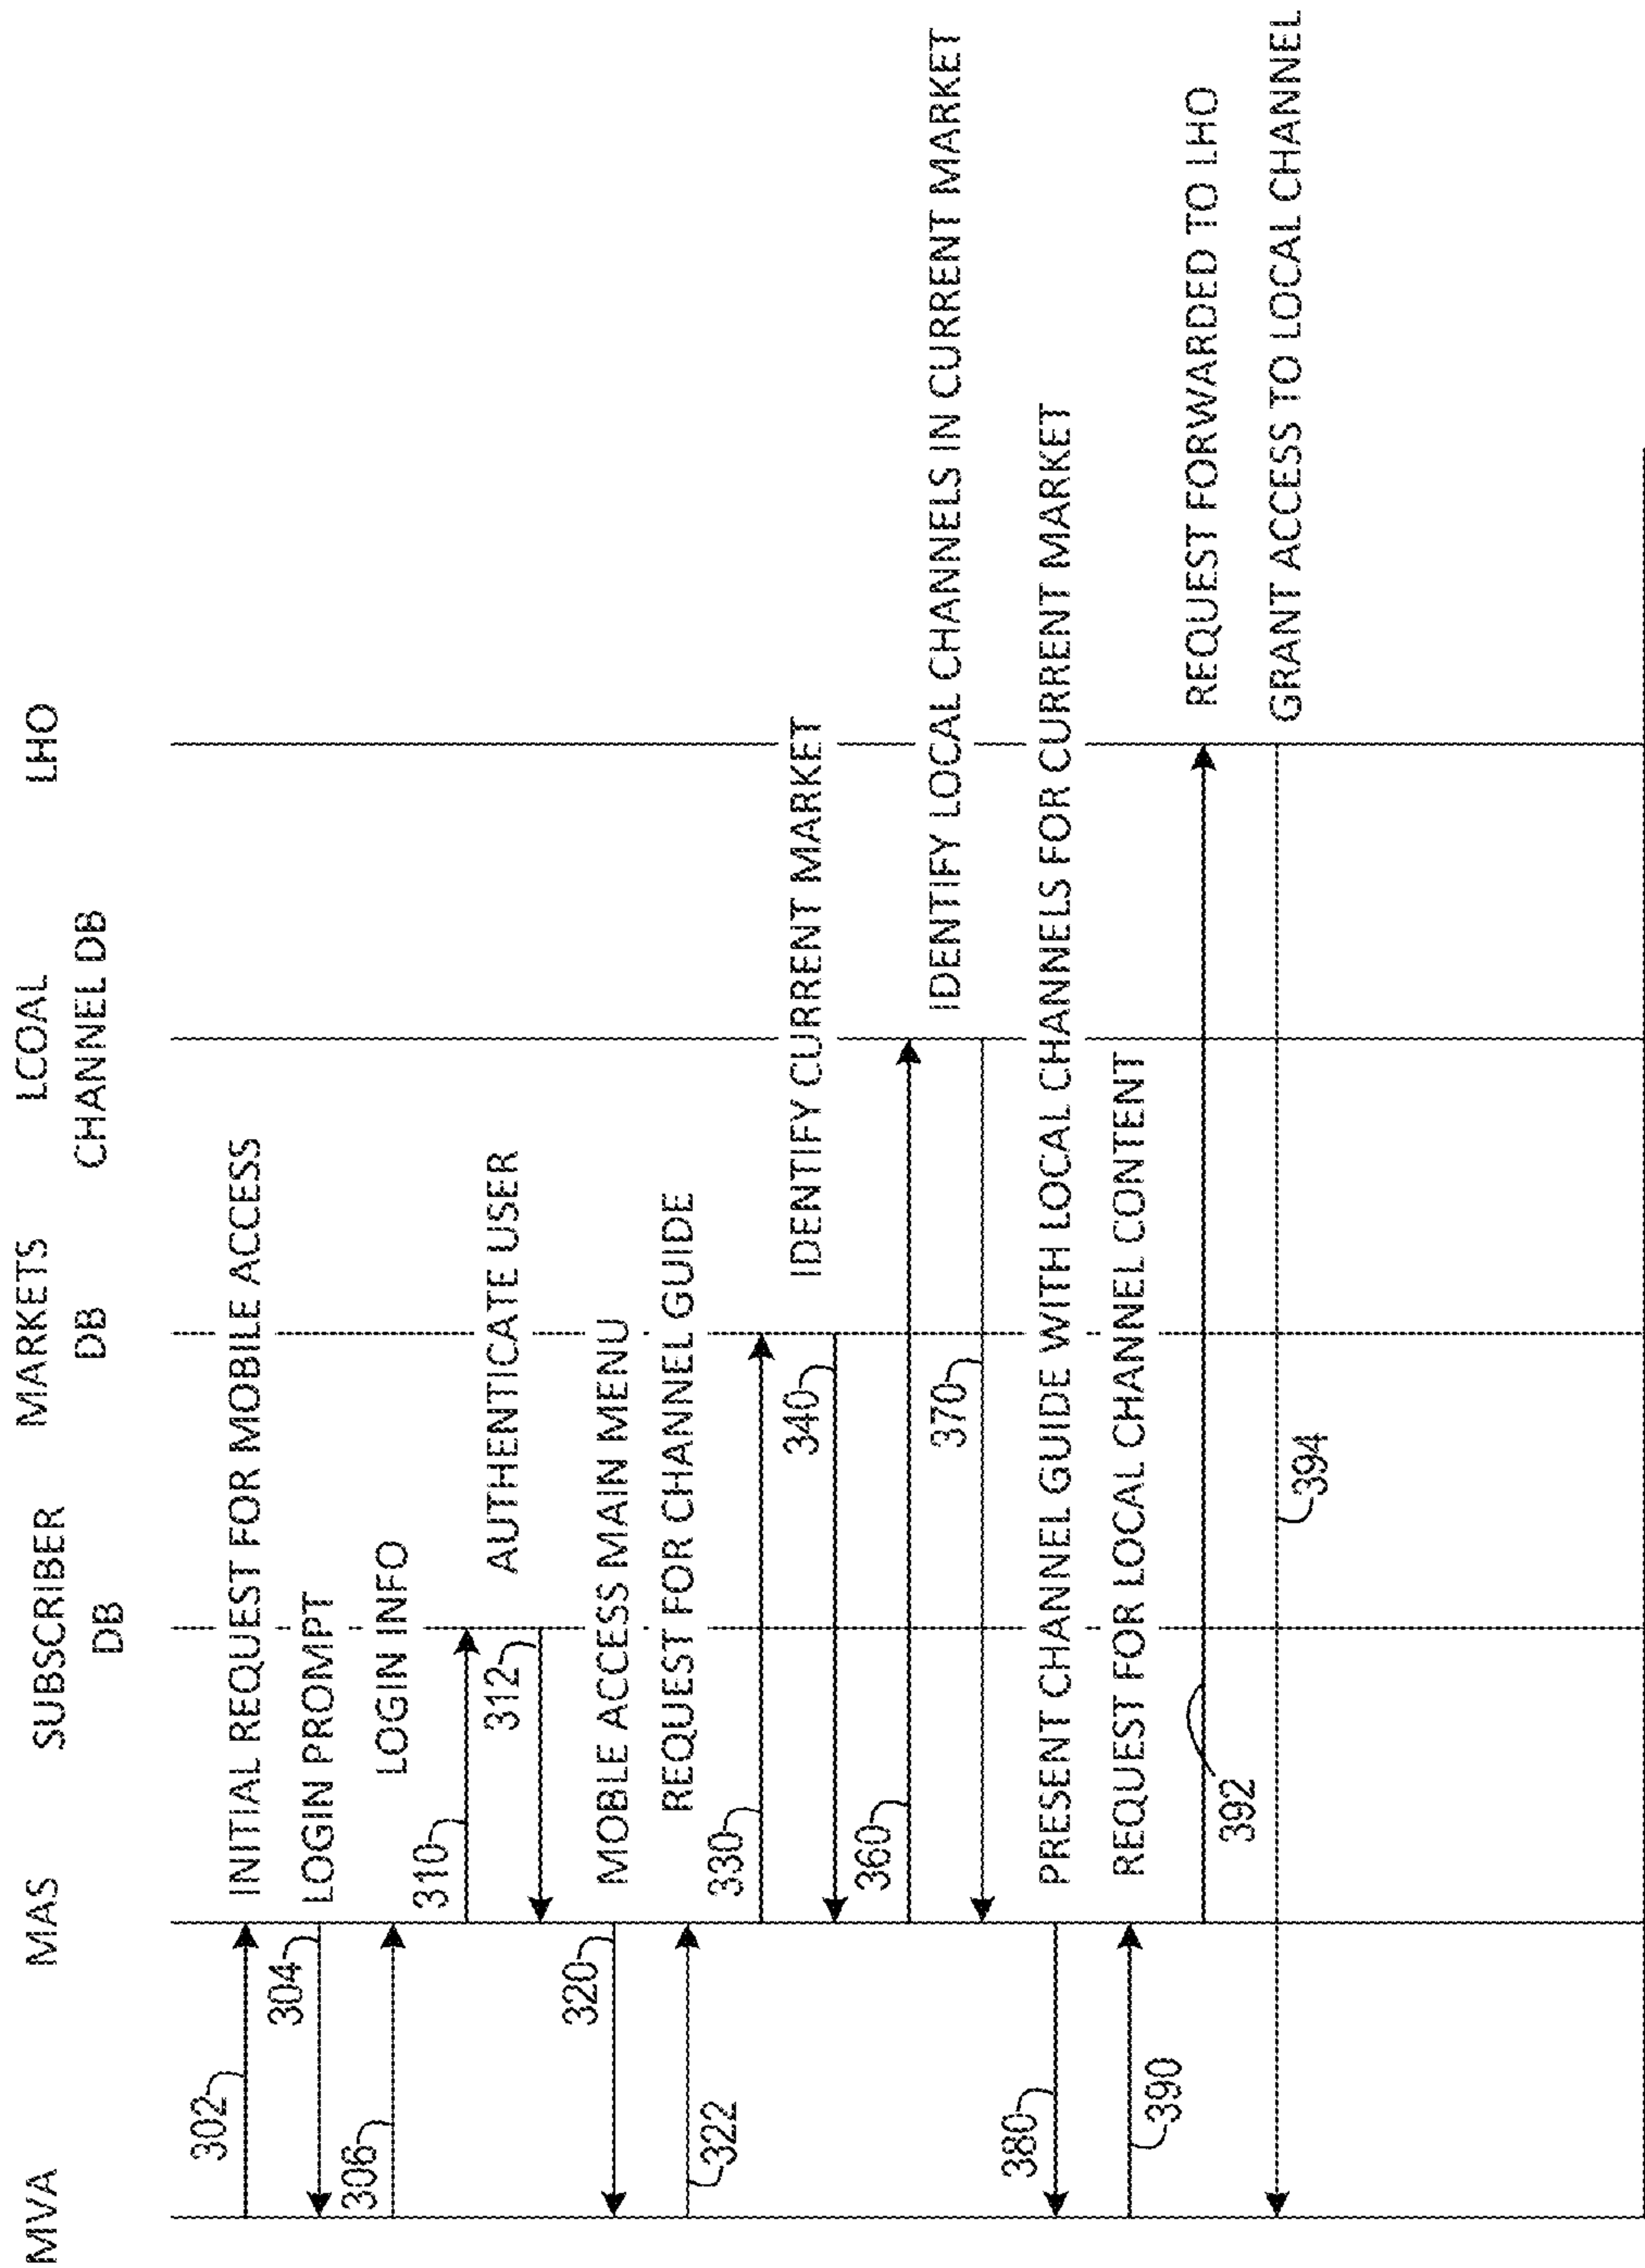 MVA
MAS
SUBSCRIBER
DB
MARKETS
DB
LCOAL
CHANNEL DB
LHO
302
INITIAL REQUEST FOR MOBILE ACCESS
304
LOGIN PROMPT
306
LOGIN INFO
310
312
AUTHENTICATE USER
320
MOBLE ACCESS MAIN MENU
322
REQUEST FOR CHANNEL GUIDE
330
340
IDENTIFY CURRENT MARKET
360
370
IDENTIFY LOCAL CHANNELS IN CURRENT MARKET
380
PRESENT CHANNEL GUIDE WITH LOCAL CHANNELS FOR CURRENT MARKET
390
REQUEST FOR LOCAL CHANNEL CONTENT
392
REQUEST FORWARDED TO LHO
394
GRANT ACCESS TO LOCAL CHANNEL